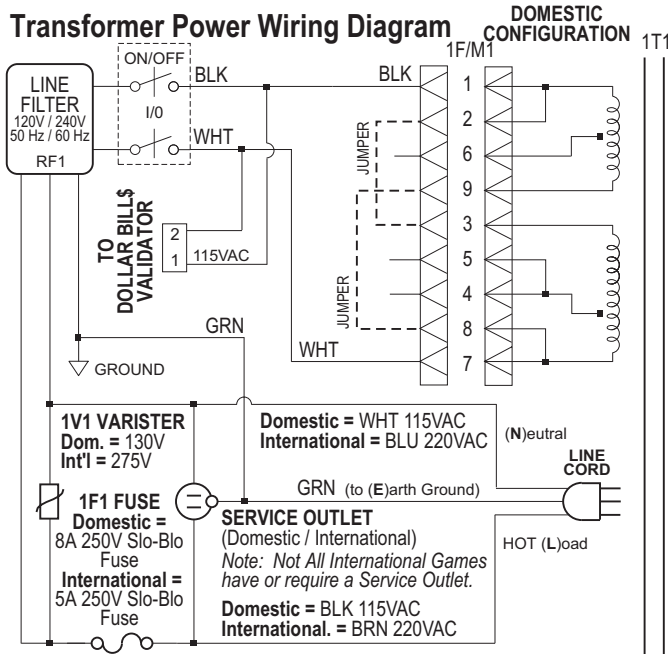 Transformer Power Wiring Diagram
DOMESTIC
CONFIGURATION
1T1
1F/M1
ON/OFF
BLK
BLK
LINE
FILTER
120V / 240V
50 Hz / 60 Hz
RF1
I/0
WHT
JUMPER
JUMPER
1
2
6
9
3
5
4
8
7
TO
DOLLAR BILL$
VALIDATOR
2
1
115VAC
GRN
GROUND
WHT
1V1 VARISTER
Dom. = 130V
Int'l = 275V
Domestic = WHT 115VAC
International = BLU 220VAC
(N)eutral
LINE
CORD
GRN (to (E)arth Ground)
1F1 FUSE
Domestic =
8A 250V Slo-Blo
Fuse
International =
5A 250V Slo-Blo
Fuse
SERVICE OUTLET
(Domestic / International)
Note: Not All International Games
have or require a Service Outlet.
HOT (L)oad
Domestic = BLK 115VAC
International. = BRN 220VAC